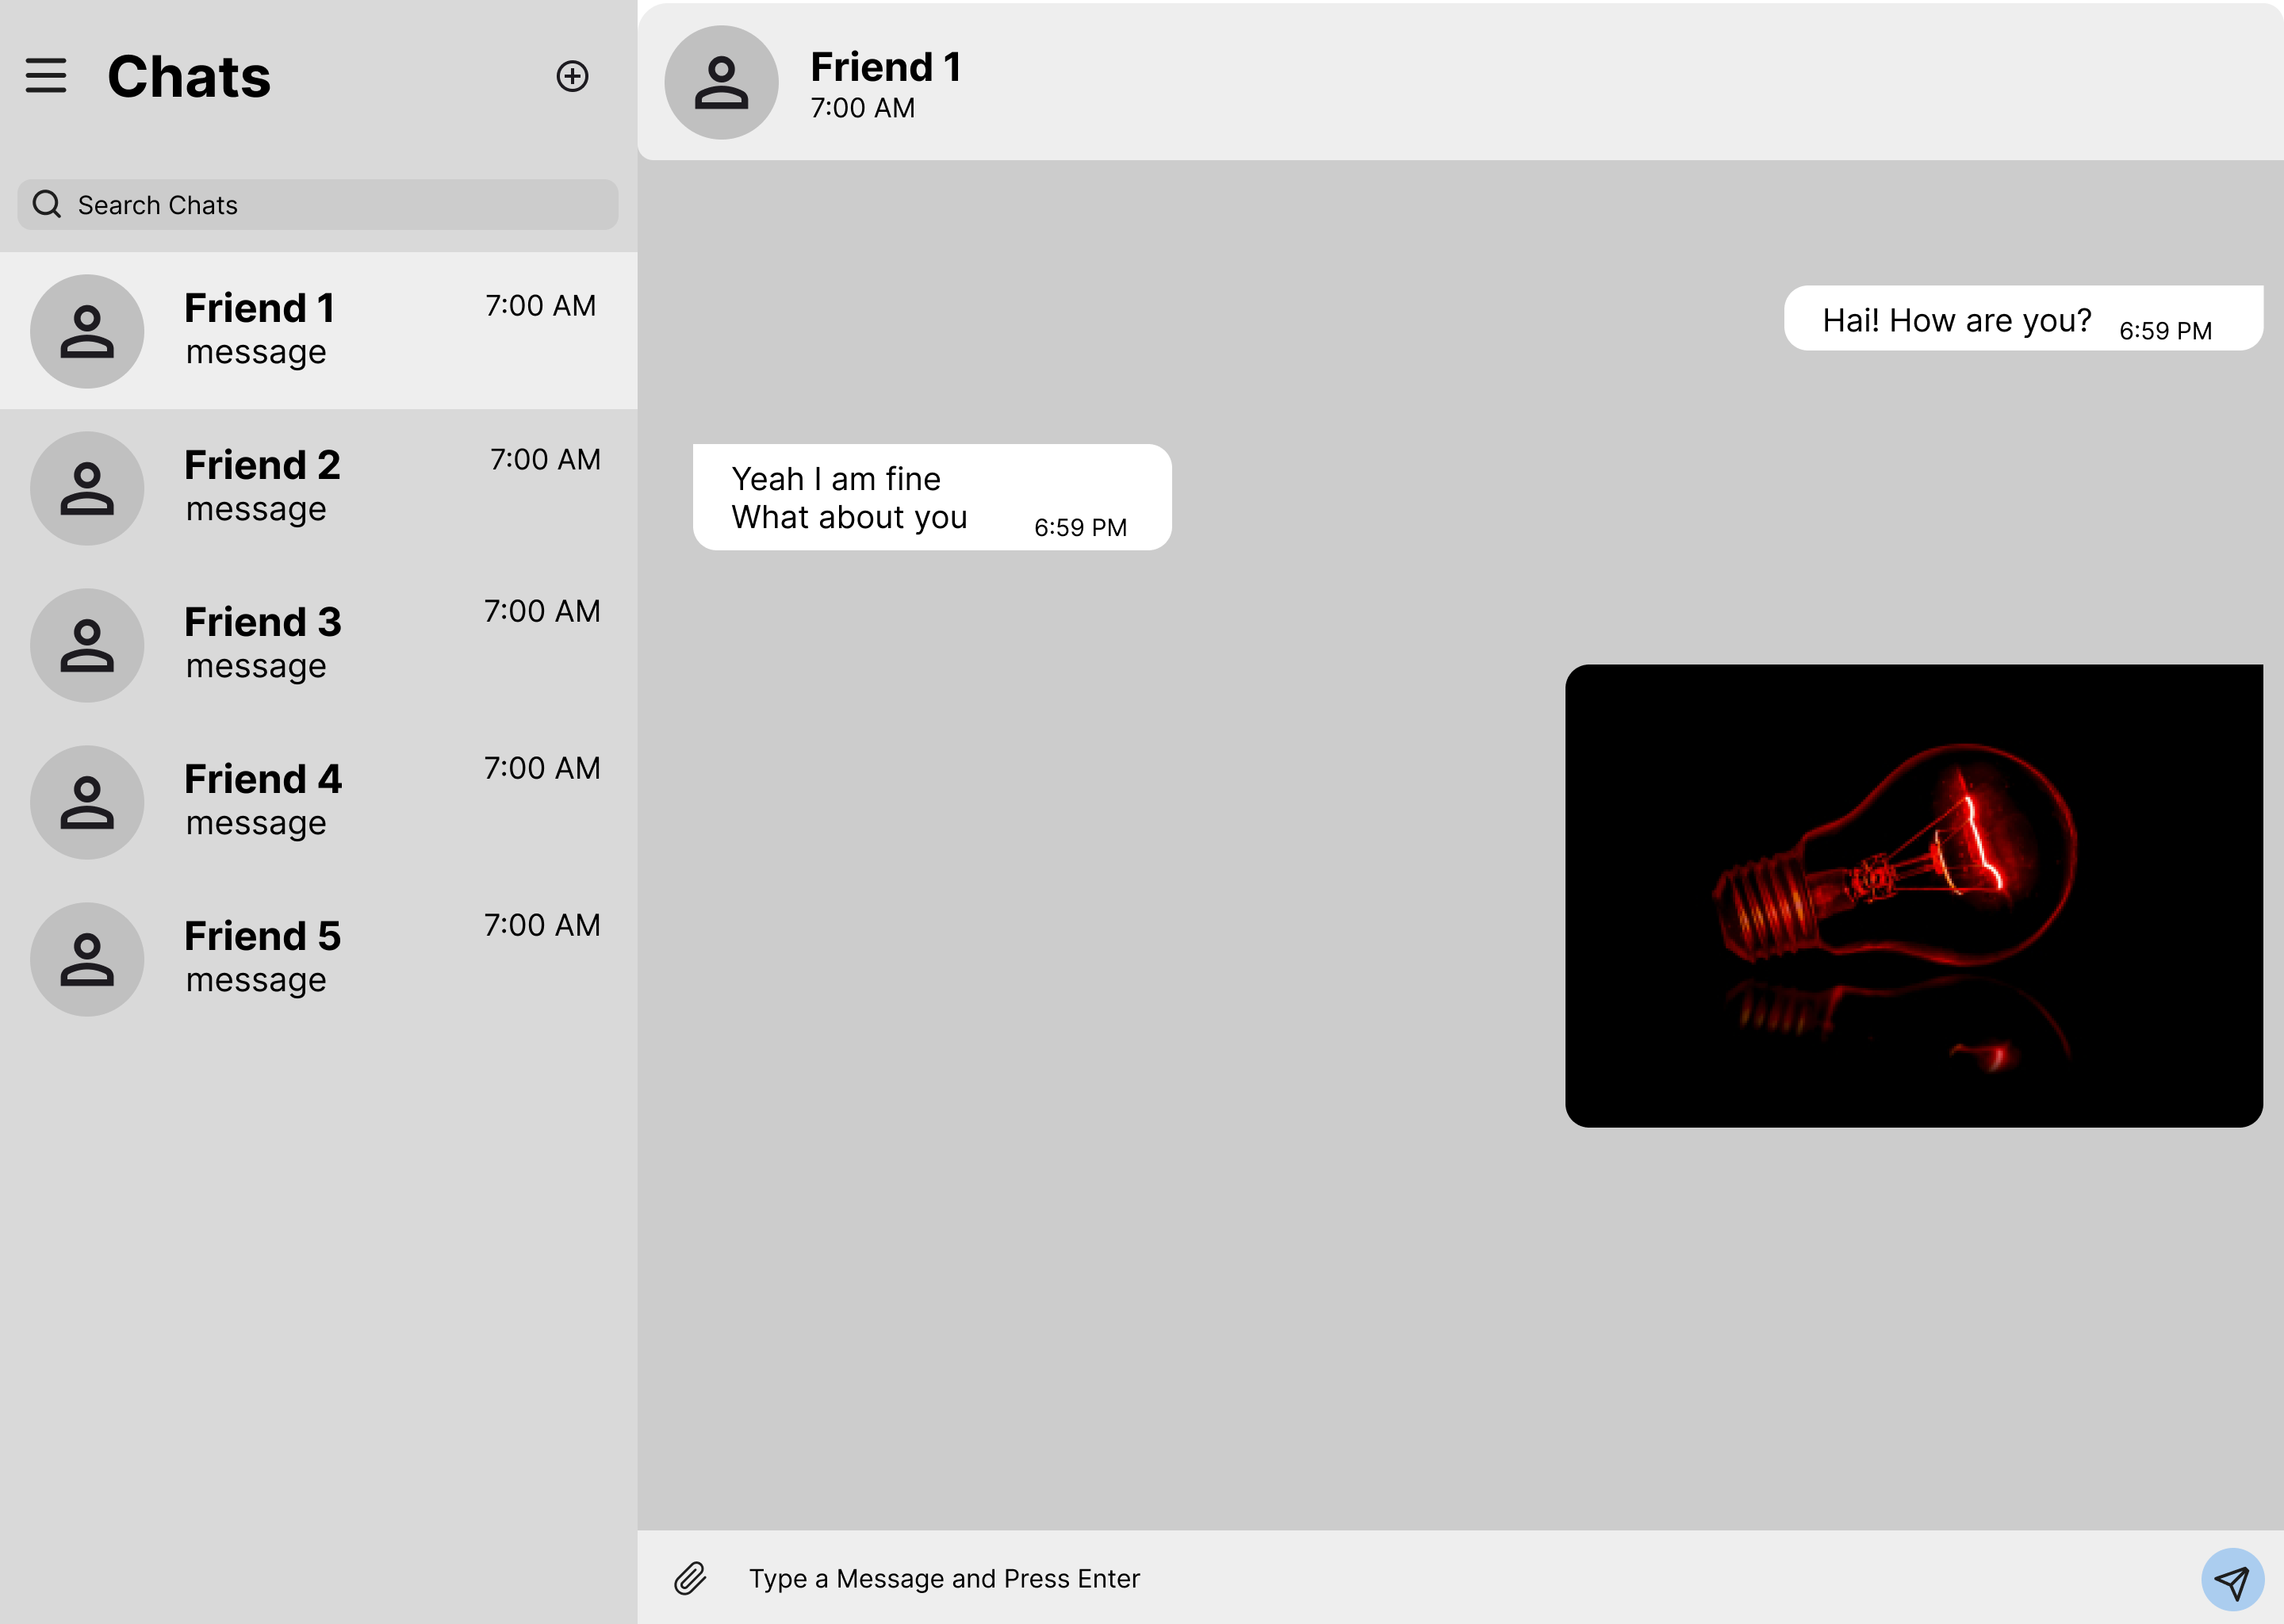 Chats
Search Chats
Friend 1
7:00 AM
message
Friend 2
7:00 AM
message
Friend 3
7:00 AM
message
Friend 4
7:00 AM
message
Friend 5
7:00 AM
message
Friend 1
7:00 AM
Hai! How are you?
6:59 PM
Yeah I am fine
What about you
6:59 PM
Type a Message and Press Enter